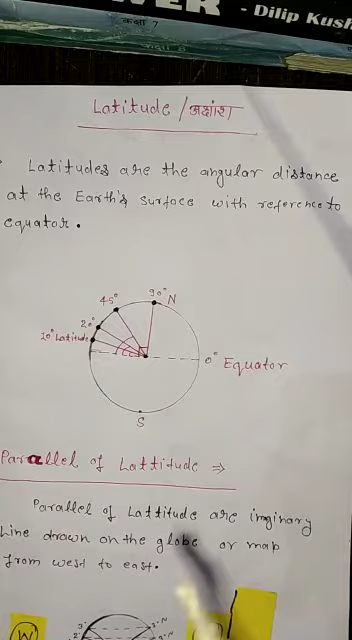 - Dilip Kush
कक्षा 7
Latitude / अक्षांश
Latitudes are the angular distance
at the Earth's surface with reference to
equator.
90° N
45°
20°
10° Latitude
0° Equator
S
Parallel of Lattitude ⇒
Parallel of Lattitude are imginary
Line drawn on the globe or map
from west to east.
W